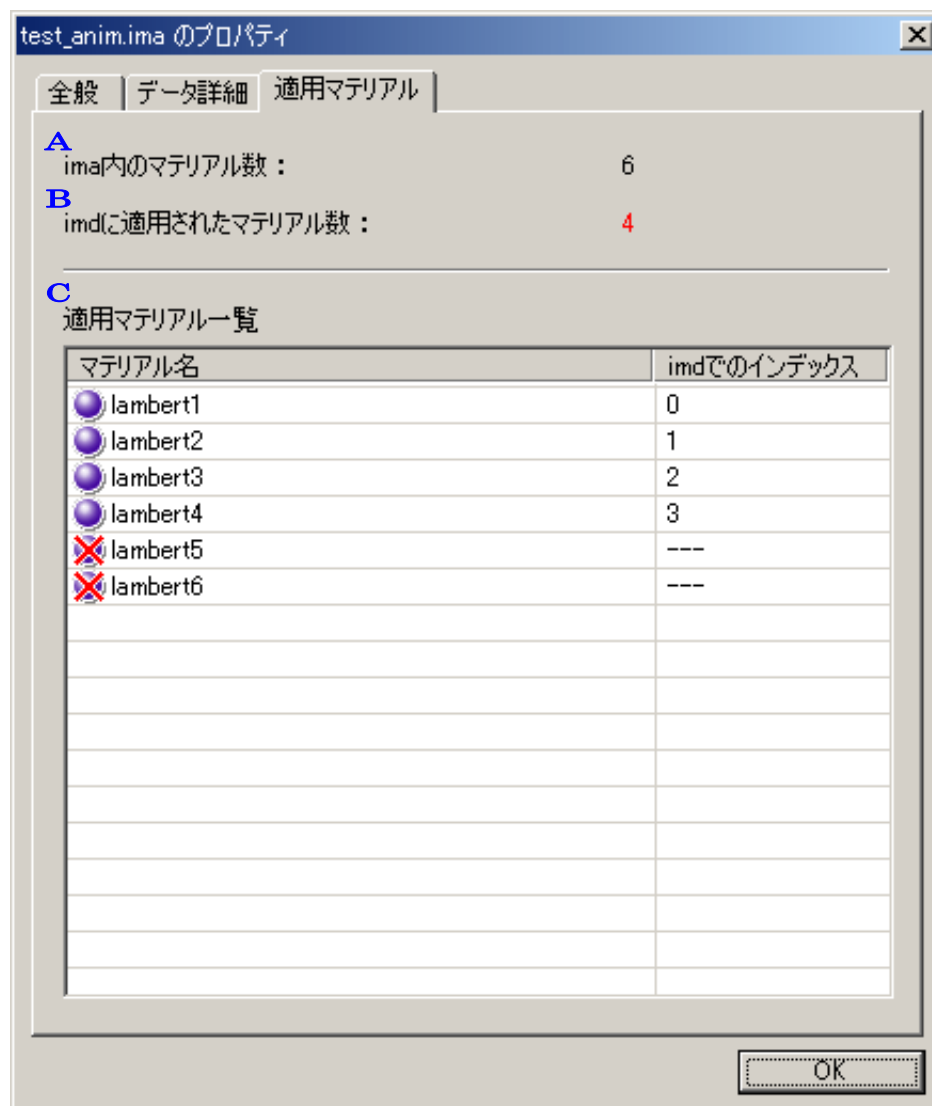 test_anim.ima のプロパティ
全般 データ詳細 適用マテリアル
A
ima内のマテリアル数： 6
B
imdに適用されたマテリアル数： 4
C
適用マテリアル一覧
マテリアル名 imdでのインデックス
lambert1 0
lambert2 1
lambert3 2
lambert4 3
lambert5 ---
lambert6 ---
OK